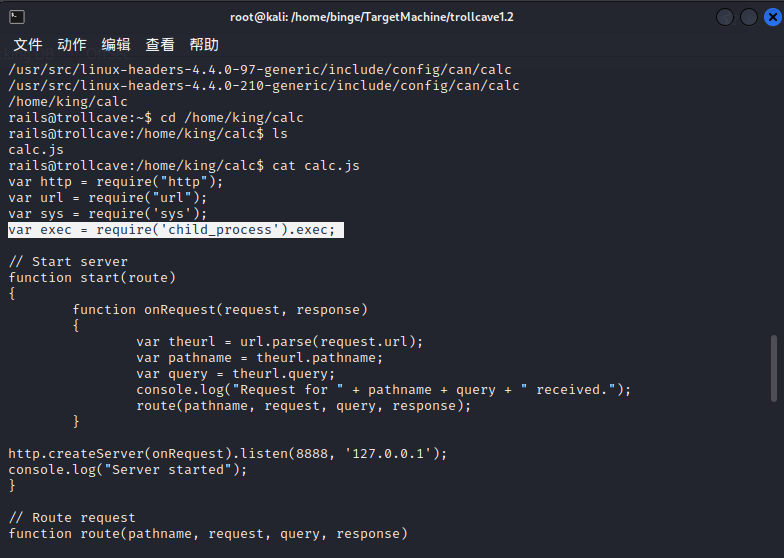 root@kali: /home/binge/TargetMachine/trollcave1.2
文件 动作 编辑 查看 帮助
/usr/src/linux-headers-4.4.0-97-generic/include/config/can/calc
/usr/src/linux-headers-4.4.0-210-generic/include/config/can/calc
/home/king/calc
rails@trollcave:~$ cd /home/king/calc
rails@trollcave:/home/king/calc$ ls
calc.js
rails@trollcave:/home/king/calc$ cat calc.js
var http = require("http");
var url = require("url");
var sys = require('sys');
var exec = require('child_process').exec;
// Start server
function start(route)
{
function onRequest(request, response)
{
var theurl = url.parse(request.url);
var pathname = theurl.pathname;
var query = theurl.query;
console.log("Request for " + pathname + query + " received.");
route(pathname, request, query, response);
}
http.createServer(onRequest).listen(8888, '127.0.0.1');
console.log("Server started");
}
// Route request
function route(pathname, request, query, response)